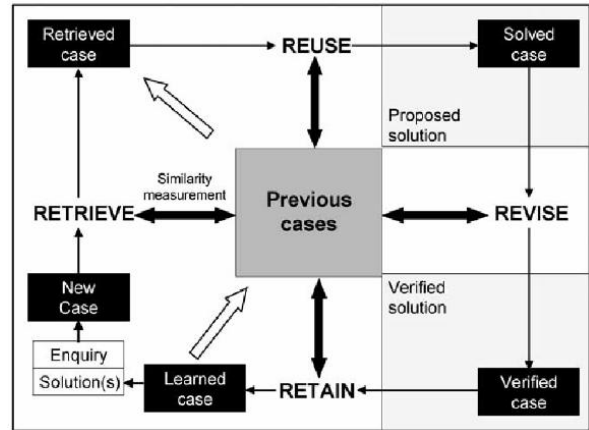 Retrieved
case
REUSE
Solved
case
Proposed
solution
Similarity
measurement
Previous
cases
RETRIEVE
REVISE
New
Case
Verified
solution
Enquiry
Solution(s)
Learned
case
RETAIN
Verified
case